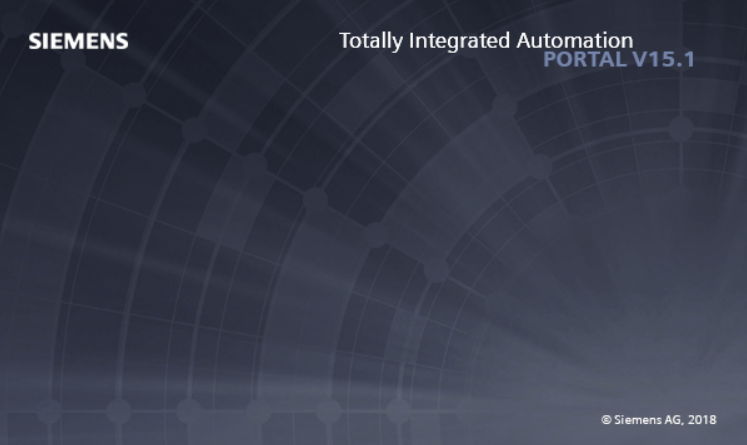 SIEMENS
Totally Integrated Automation
PORTAL V15.1
© Siemens AG, 2018